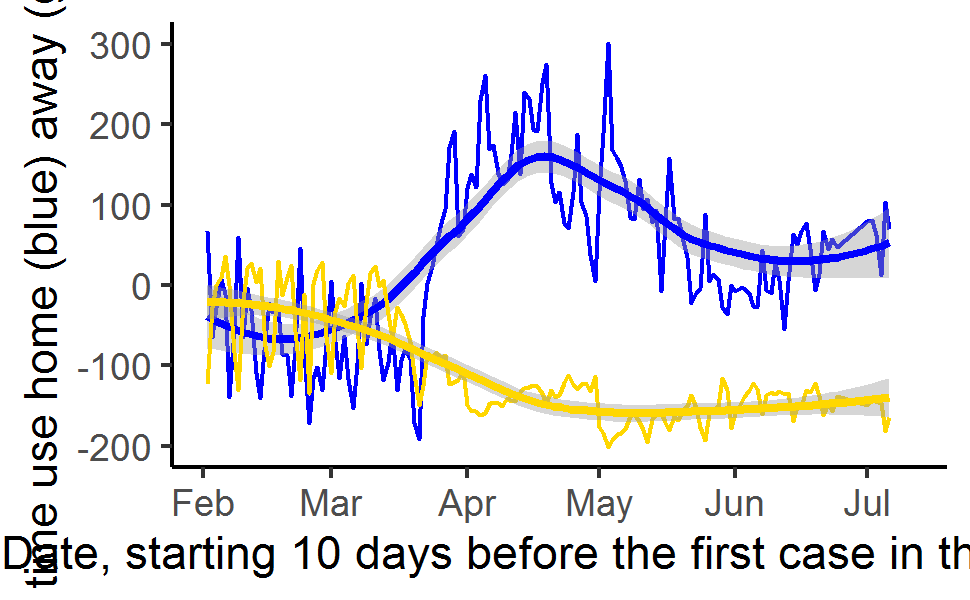 time use home (blue) away (
300
200
100
0
-100
-200
Feb Mar Apr May Jun Jul
Date, starting 10 days before the first case in th